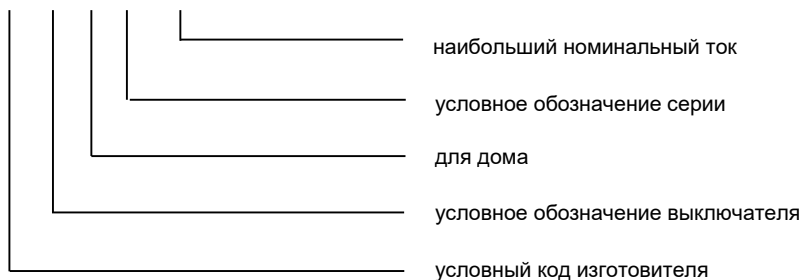 наибольший номинальный ток
условное обозначение серии
для дома
условное обозначение выключателя
условный код изготовителя